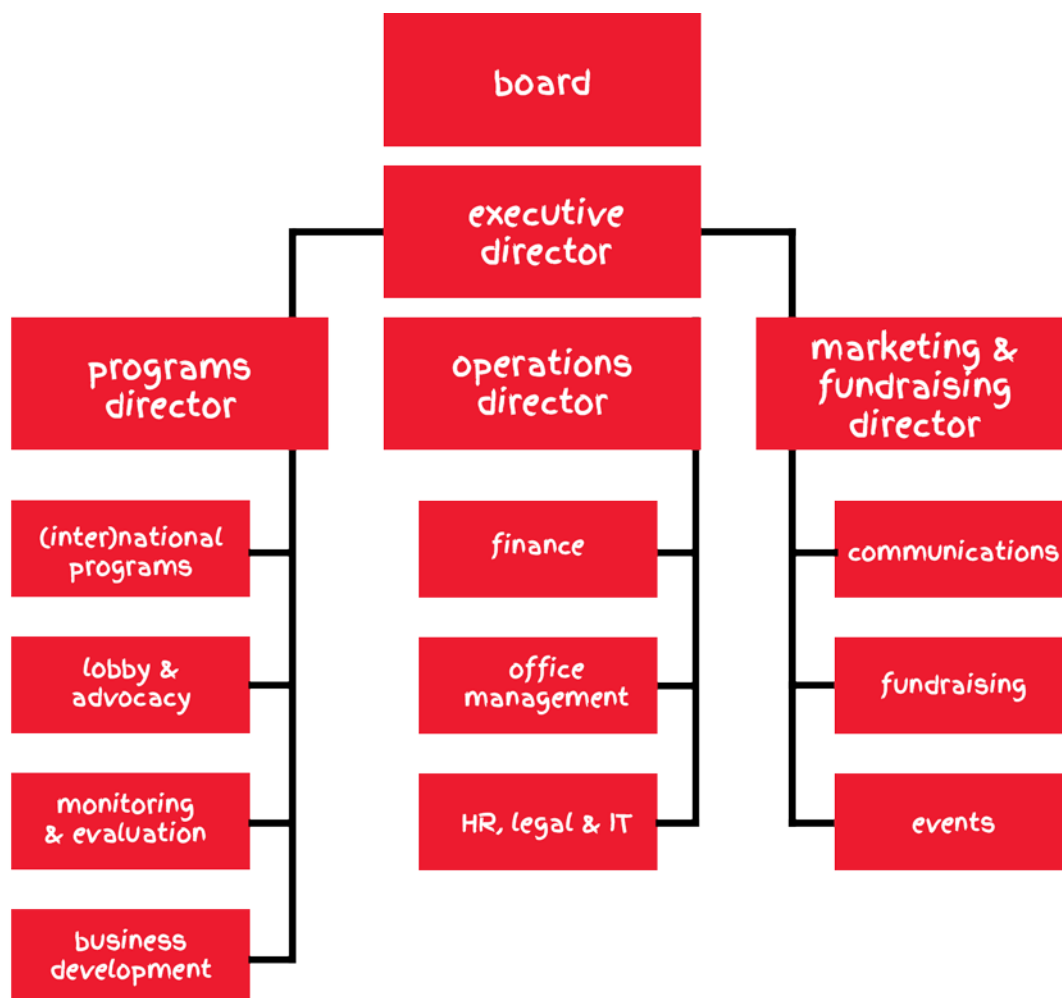 board
executive
director
programs
director
operations
director
marketing &
fundraising
director
(inter)national
programs
finance
communications
lobby &
advocacy
office
management
fundraising
monitoring
& evaluation
HR, legal & IT
events
business
development